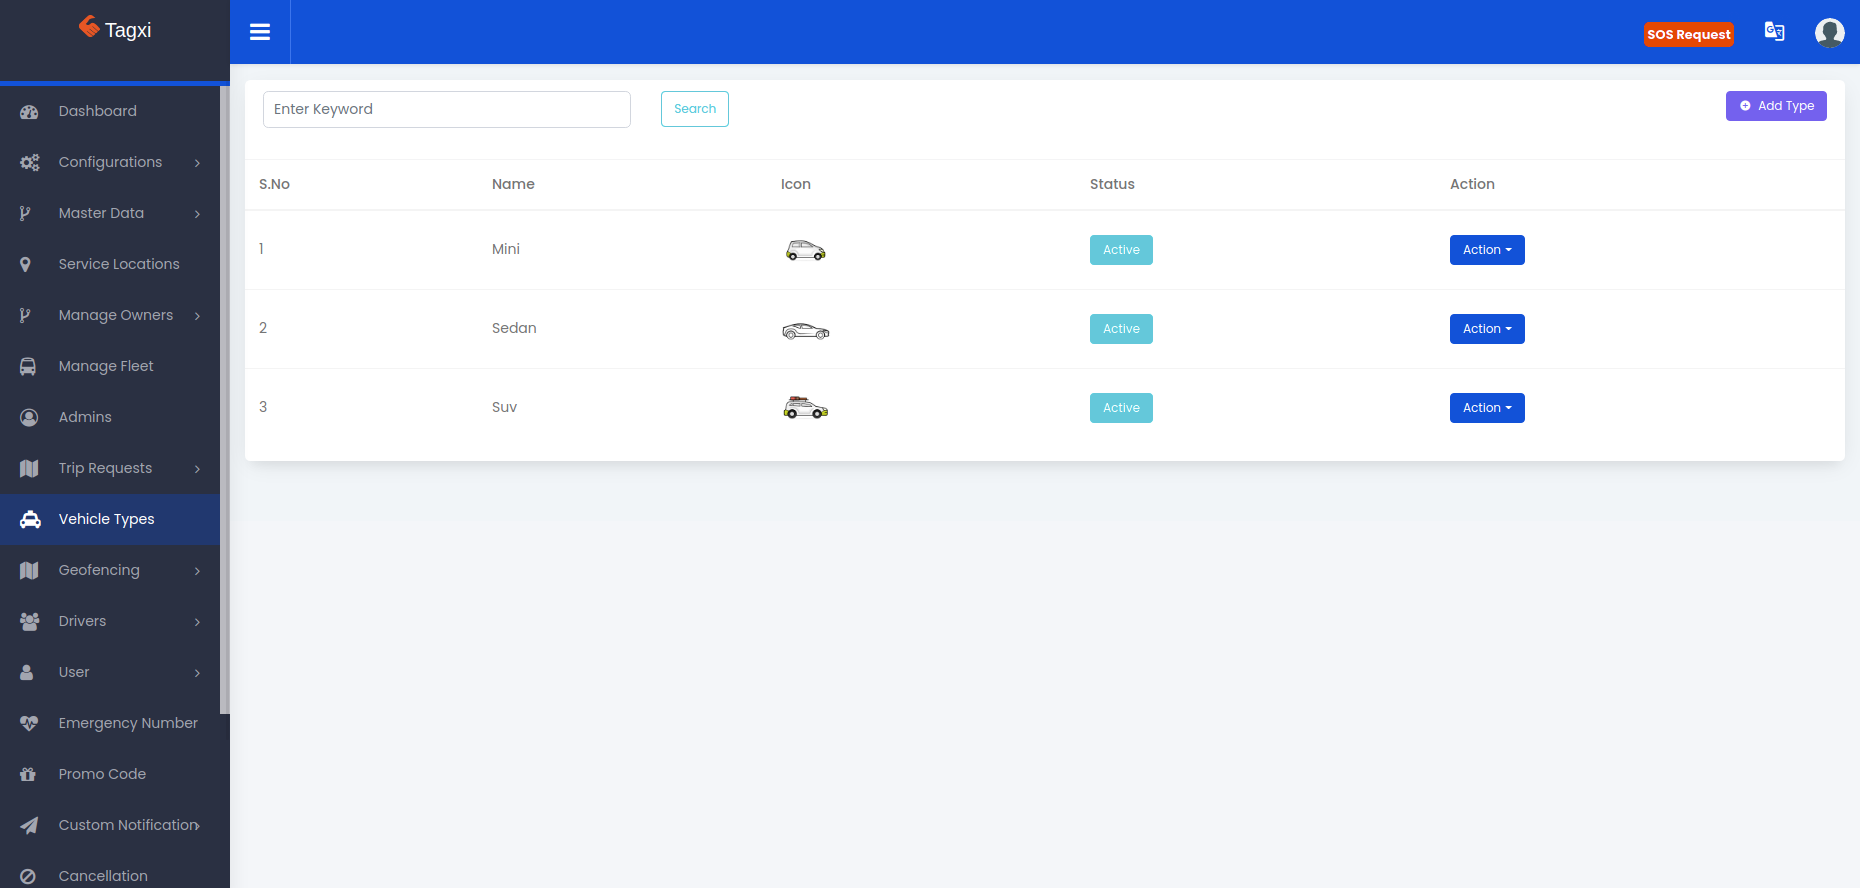 Tagxi
SOS Request
Dashboard
Configurations
Master Data
Service Locations
Manage Owners
Manage Fleet
Admins
Trip Requests
Vehicle Types
Geofencing
Drivers
User
Emergency Number
Promo Code
Custom Notification
Cancellation
Enter Keyword
Search
Add Type
S.No Name Icon Status Action
1 Mini Active Action
2 Sedan Active Action
3 Suv Active Action